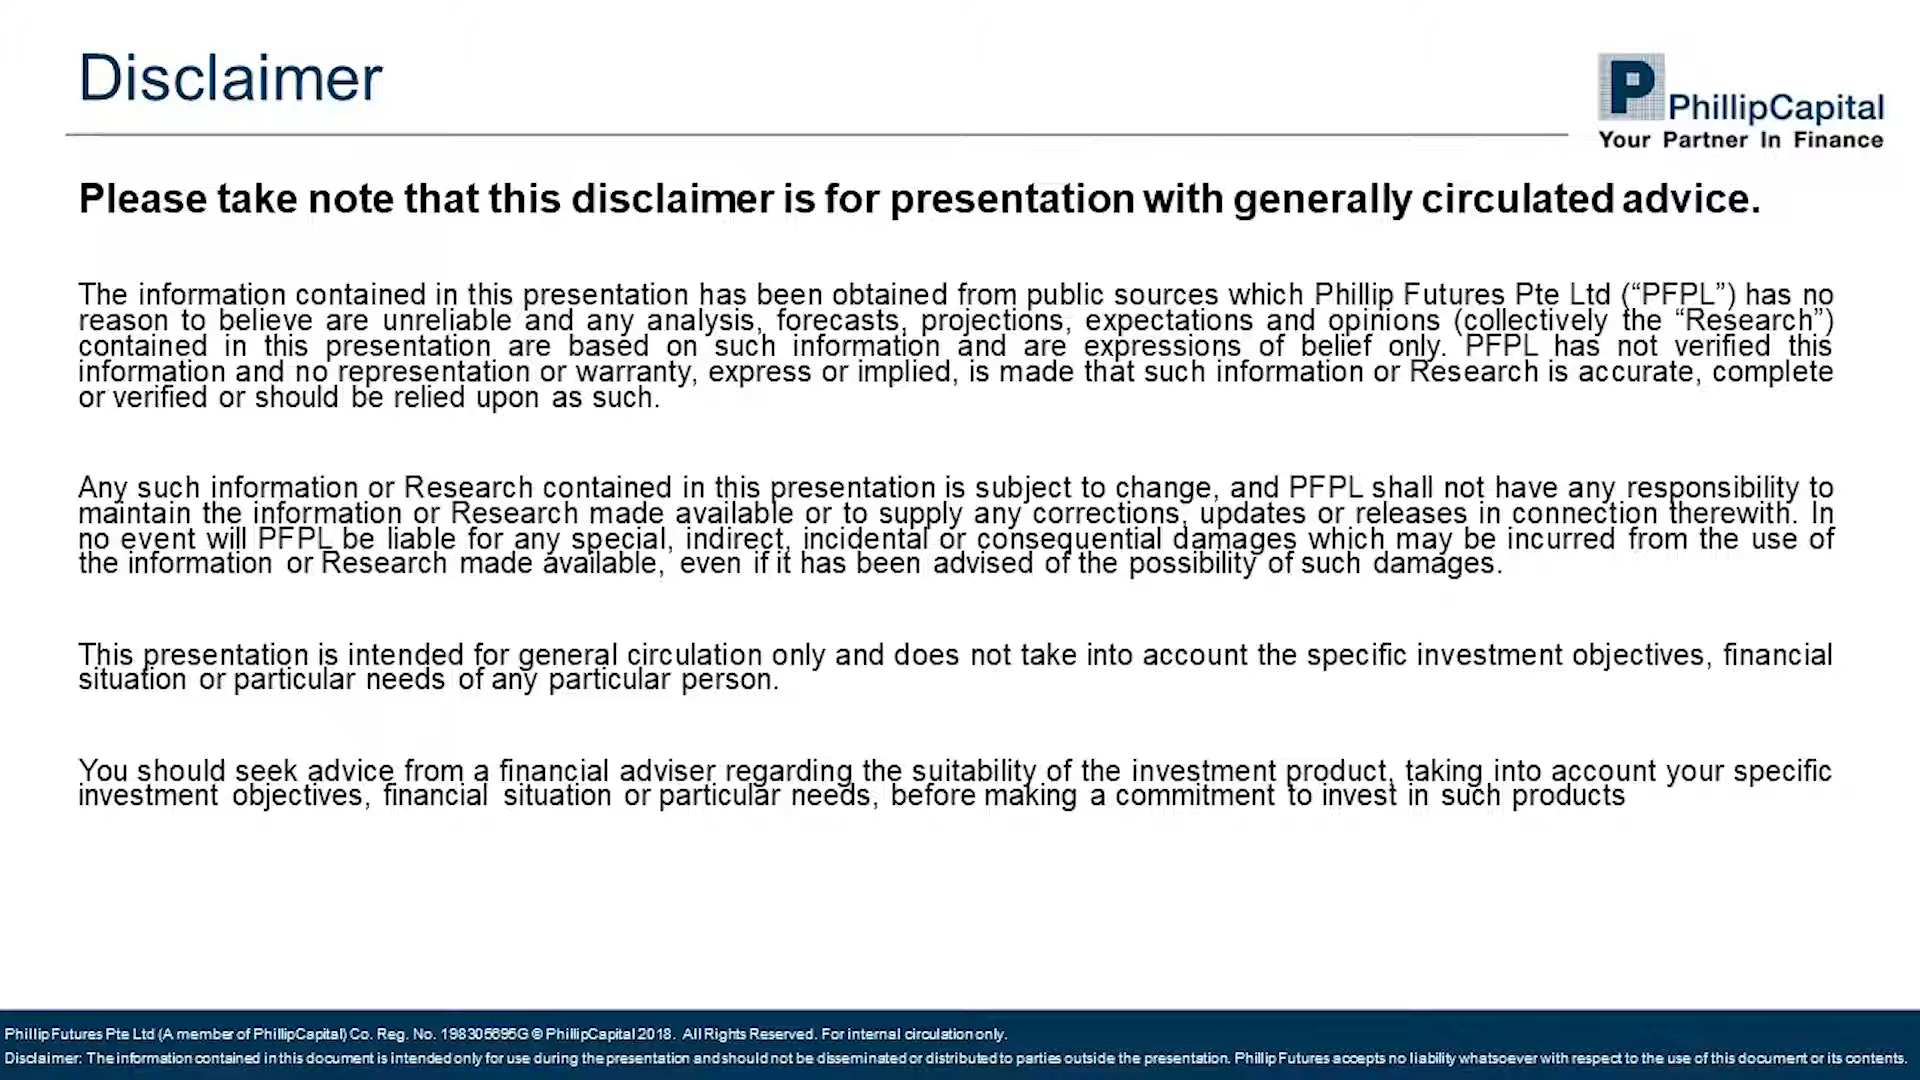 Disclaimer
P
PhillipCapital
Your Partner In Finance
Please take note that this disclaimer is for presentation with generally circulated advice.
The information contained in this presentation has been obtained from public sources which Phillip Futures Pte Ltd (“PFPL”) has no
reason to believe are unreliable and any analysis, forecasts, projections, expectations and opinions (collectively the “Research”)
contained in this presentation are based on such information and are expressions of belief only. PFPL has not verified this
information and no representation or warranty, express or implied, is made that such information or Research is accurate, complete
or verified or should be relied upon as such.
Any such information or Research contained in this presentation is subject to change, and PFPL shall not have any responsibility to
maintain the information or Research made available or to supply any corrections, updates or releases in connection therewith. In
no event will PFPL be liable for any special, indirect, incidental or consequential damages which may be incurred from the use of
the information or Research made available, even if it has been advised of the possibility of such damages.
This presentation is intended for general circulation only and does not take into account the specific investment objectives, financial
situation or particular needs of any particular person.
You should seek advice from a financial adviser regarding the suitability of the investment product, taking into account your specific
investment objectives, financial situation or particular needs, before making a commitment to invest in such products
Phillip Futures Pte Ltd (A member of PhillipCapital) Co. Reg. No. 198305695G © PhillipCapital 2018. All Rights Reserved. For internal circulation only.
Disclaimer: The information contained in this document is intended only for use during the presentation and should not be disseminated or distributed to parties outside the presentation. Phillip Futures accepts no liability whatsoever with respect to the use of this document or its contents.